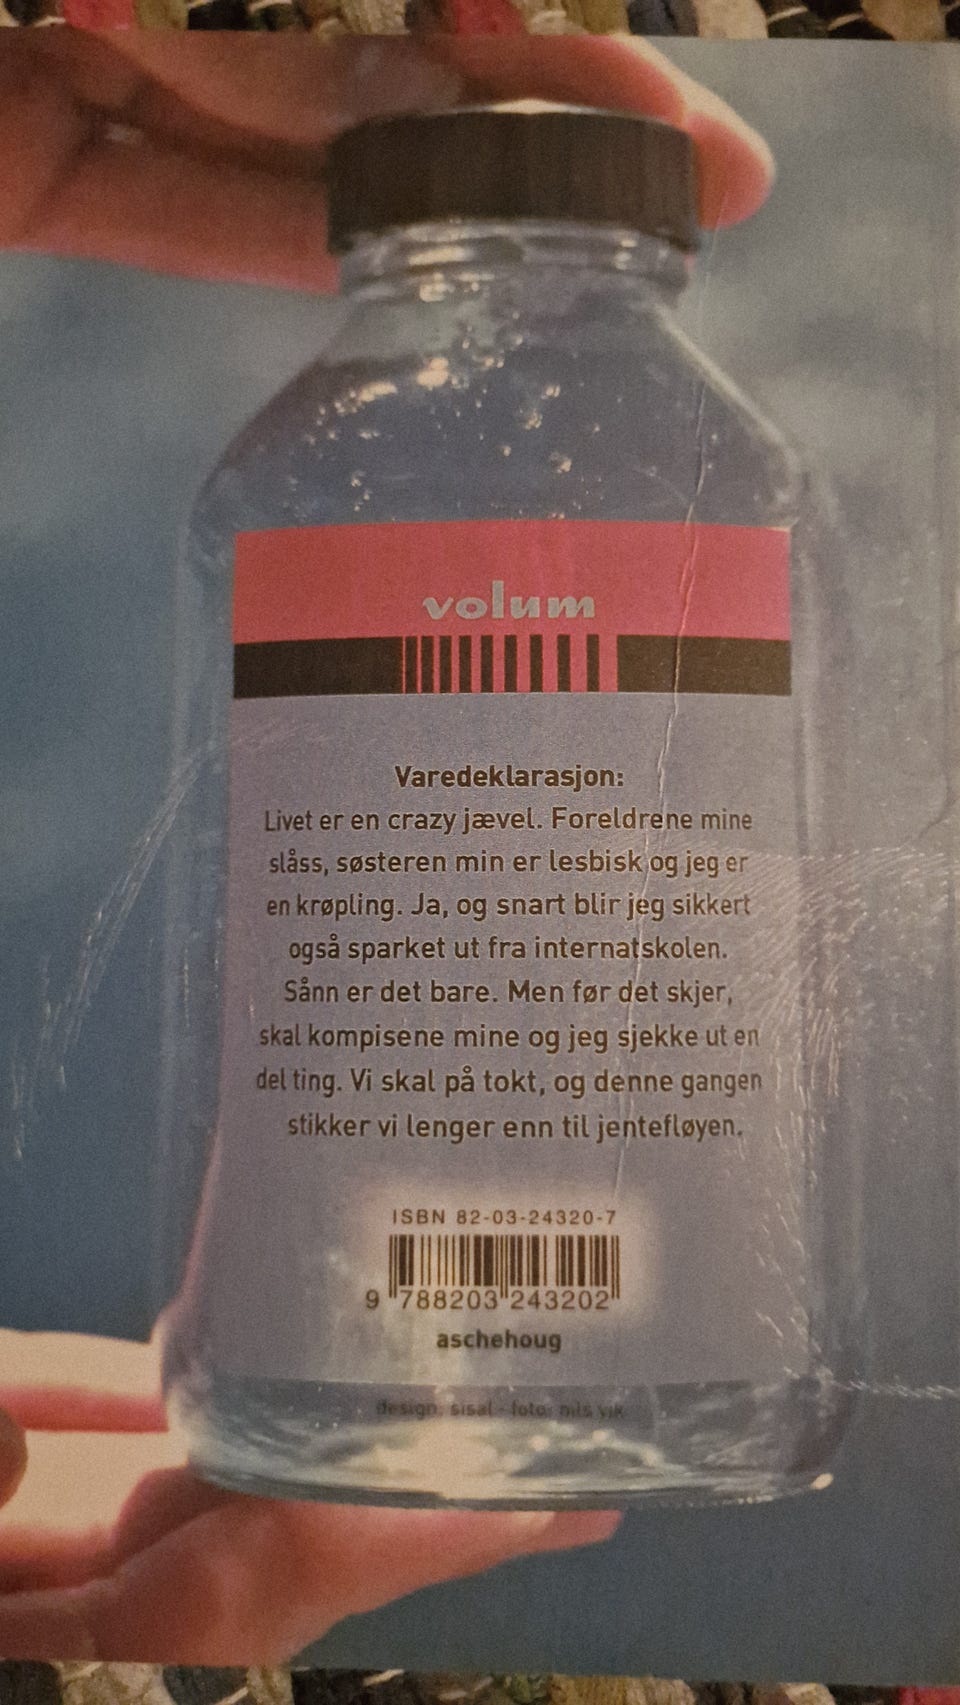 volum
Varedeklarasjon:
Livet er en crazy jævel. Foreldrene mine
slåss, søsteren min er lesbisk og jeg er
en krøpling. Ja, og snart blir jeg sikkert
også sparket ut fra internatskolen.
Sånn er det bare. Men før det skjer,
skal kompisene mine og jeg sjekke ut en
del ting. Vi skal på tokt, og denne gangen
stikker vi lenger enn til jentefløyen.
ISBN 82-03-24320-7
9 788203 243202
aschehoug
design: sisal - foto: nils vik